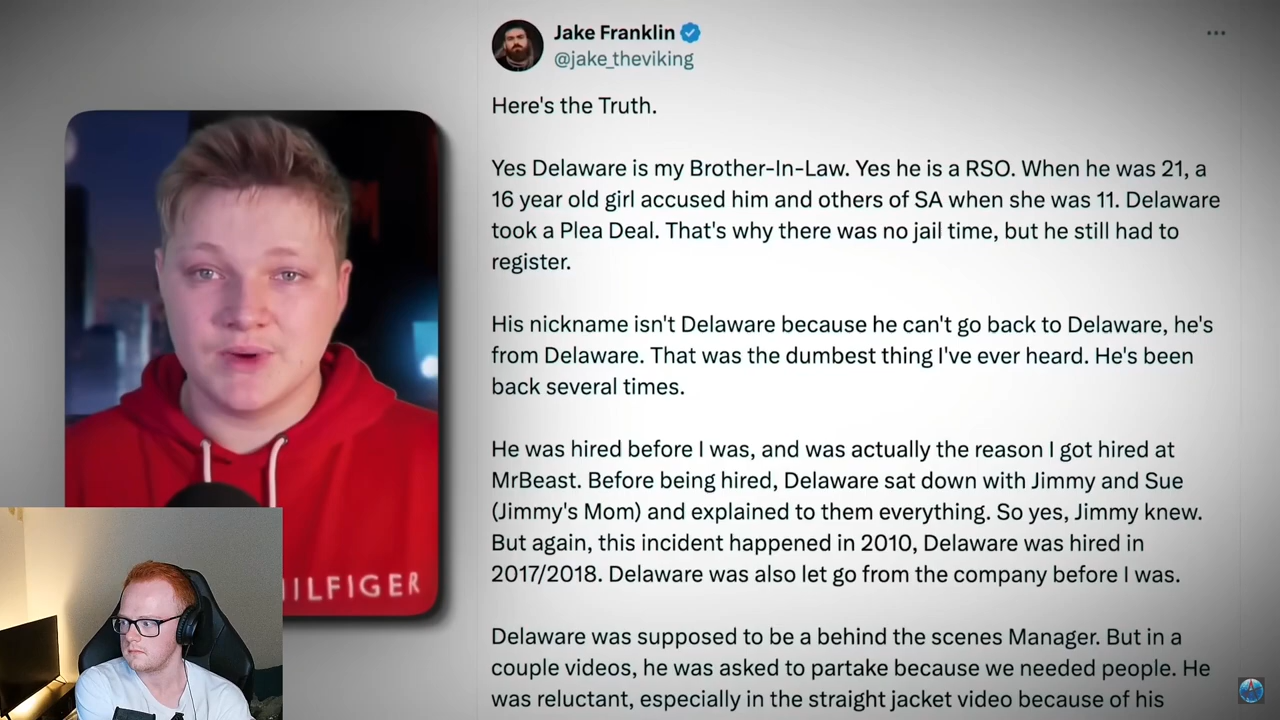 Jake Franklin
@jake_theviking
Here's the Truth.
Yes Delaware is my Brother-In-Law. Yes he is a RSO. When he was 21, a
16 year old girl accused him and others of SA when she was 11. Delaware
took a Plea Deal. That's why there was no jail time, but he still had to
register.
His nickname isn't Delaware because he can't go back to Delaware, he's
from Delaware. That was the dumbest thing I've ever heard. He's been
back several times.
He was hired before I was, and was actually the reason I got hired at
MrBeast. Before being hired, Delaware sat down with Jimmy and Sue
(Jimmy's Mom) and explained to them everything. So yes, Jimmy knew.
But again, this incident happened in 2010, Delaware was hired in
2017/2018. Delaware was also let go from the company before I was.
Delaware was supposed to be a behind the scenes Manager. But in a
couple videos, he was asked to partake because we needed people. He
was reluctant, especially in the straight jacket video because of his
HILFIGER